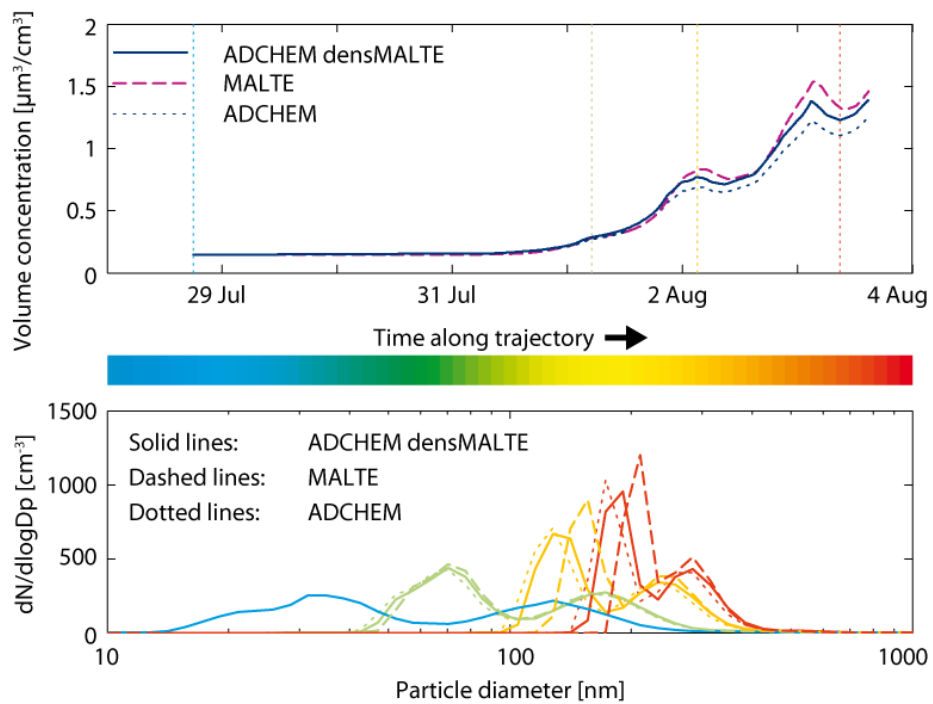 Volume concentration [µm³/cm³]
2
1.5
1
0.5
0
ADCHEM densMALTE
MALTE
ADCHEM
29 Jul
31 Jul
2 Aug
4 Aug
Time along trajectory
dN/dlogDp [cm⁻³]
1500
1000
500
0
Solid lines: ADCHEM densMALTE
Dashed lines: MALTE
Dotted lines: ADCHEM
10
100
1000
Particle diameter [nm]